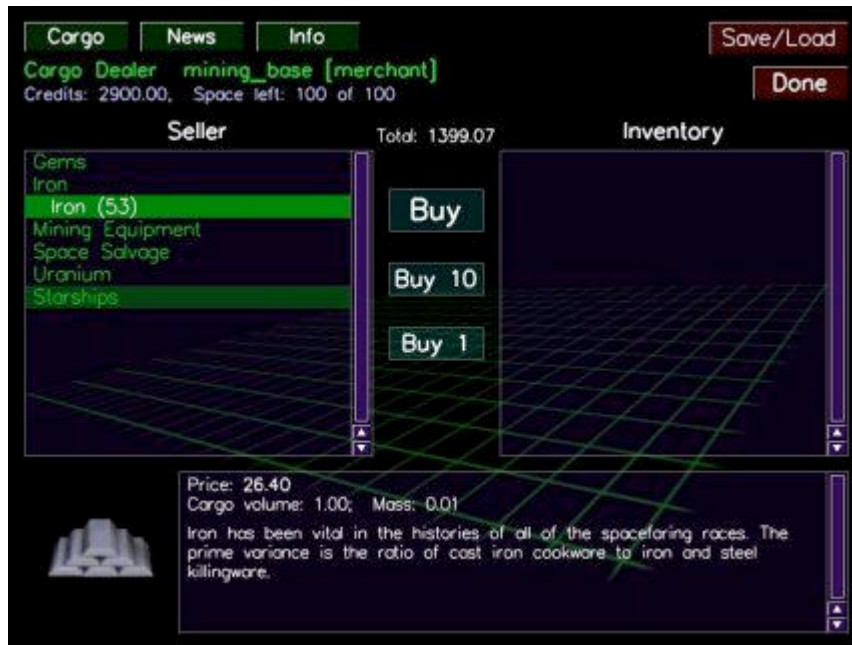 Cargo News Info Save/Load
Cargo Dealer mining_base [merchant]
Credits: 2900.00, Space left: 100 of 100
Done
Seller
Total: 1399.07
Inventory
Gems
Iron
Iron (53)
Mining Equipment
Space Salvage
Uranium
Starships
Buy
Buy 10
Buy 1
Price: 26.40
Cargo volume: 1.00; Mass: 0.01
Iron has been vital in the histories of all of the spacefaring races. The
prime variance is the ratio of cast iron cookware to iron and steel
killingware.